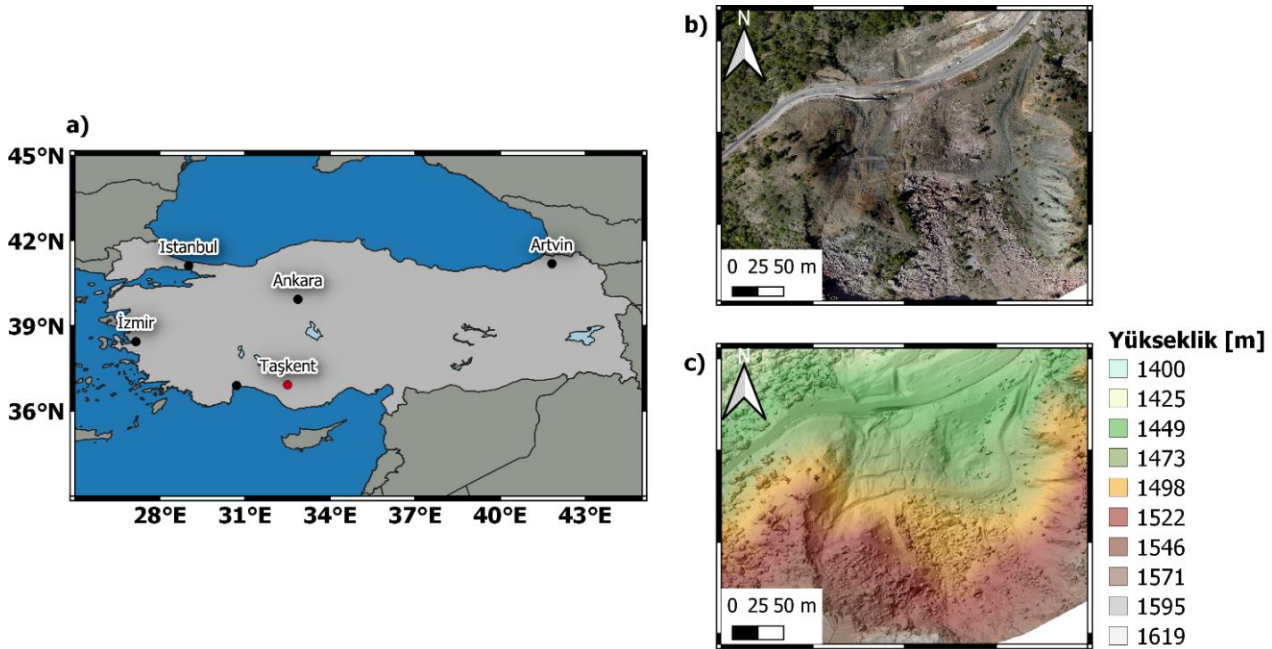 a)
45°N
42°N
39°N
36°N
28°E 31°E 34°E 37°E 40°E 43°E
Istanbul
Artvin
Ankara
İzmir
Taşkent
b)
N
0 25 50 m
c)
N
0 25 50 m
Yükseklik [m]
1400
1425
1449
1473
1498
1522
1546
1571
1595
1619